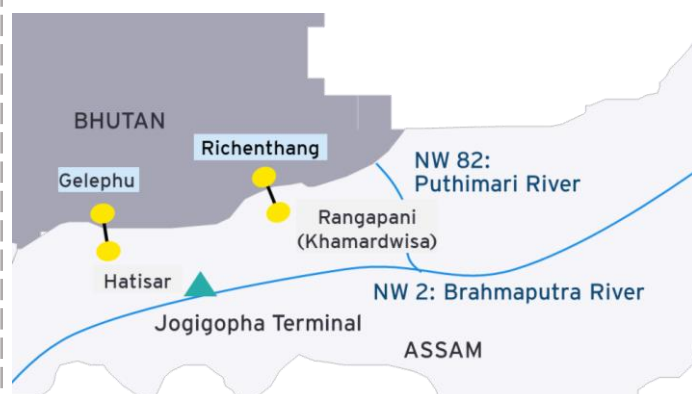 BHUTAN
Richenthang
Gelephu
NW 82:
Puthimari River
Rangapani
(Khamardwisa)
Hatisar
NW 2: Brahmaputra River
Jogigopha Terminal
ASSAM